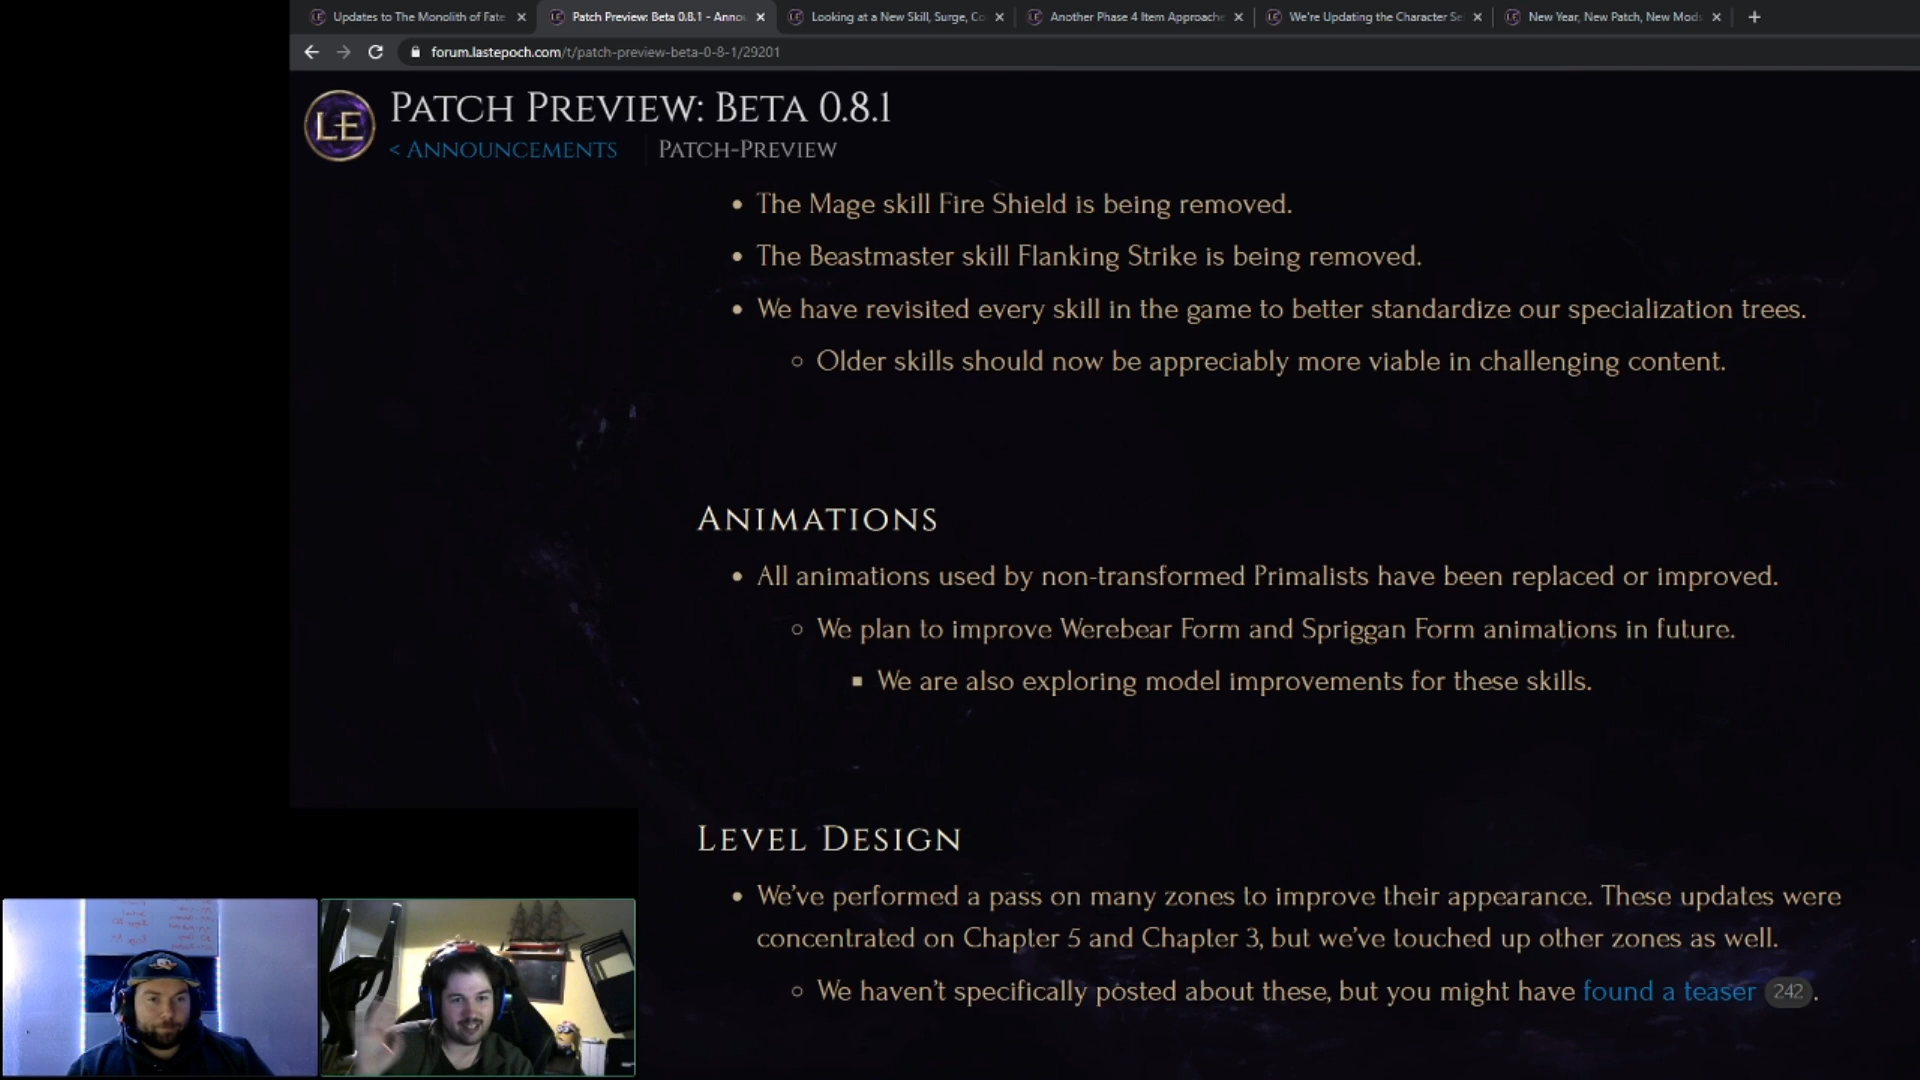 Updates to The Monolith of Fate
Patch Preview: Beta 0.8.1 - Anno
Looking at a New Skill, Surge, Co
Another Phase 4 Item Approache
We're Updating the Character Se
New Year, New Patch, New Mod
forum.lastepoch.com/t/patch-preview-beta-0-8-1/29201
LE
Patch Preview: Beta 0.8.1
< Announcements Patch-Preview
• The Mage skill Fire Shield is being removed.
• The Beastmaster skill Flanking Strike is being removed.
• We have revisited every skill in the game to better standardize our specialization trees.
○ Older skills should now be appreciably more viable in challenging content.
Animations
• All animations used by non-transformed Primalists have been replaced or improved.
○ We plan to improve Werebear Form and Spriggan Form animations in future.
▪ We are also exploring model improvements for these skills.
Level Design
• We've performed a pass on many zones to improve their appearance. These updates were
concentrated on Chapter 5 and Chapter 3, but we've touched up other zones as well.
○ We haven't specifically posted about these, but you might have found a teaser 242 .